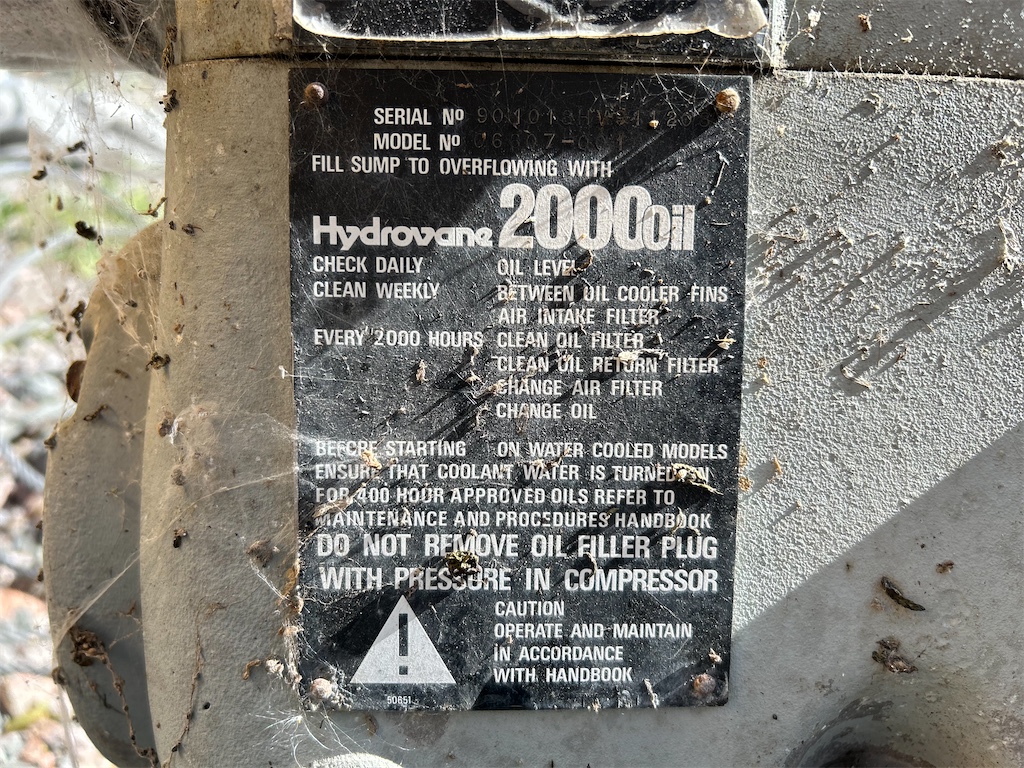 SERIAL Nº
MODEL Nº
FILL SUMP TO OVERFLOWING WITH
Hydrovane 2000 Oil
CHECK DAILY OIL LEVEL
CLEAN WEEKLY BETWEEN OIL COOLER FINS
AIR INTAKE FILTER
EVERY 2000 HOURS CLEAN OIL FILTER
CLEAN OIL RETURN FILTER
CHANGE AIR FILTER
CHANGE OIL
BEFORE STARTING ON WATER COOLED MODELS
ENSURE THAT COOLANT WATER IS TURNED ON
FOR 400 HOUR APPROVED OILS REFER TO
MAINTENANCE AND PROCEDURES HANDBOOK
DO NOT REMOVE OIL FILLER PLUG
WITH PRESSURE IN COMPRESSOR
CAUTION
OPERATE AND MAINTAIN
IN ACCORDANCE
WITH HANDBOOK
!
50651